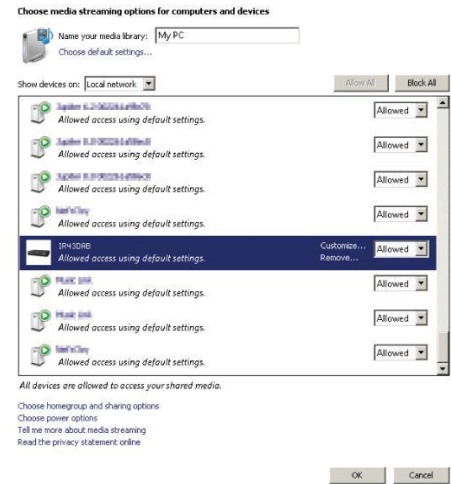 Choose media streaming options for computers and devices
Name your media library: My PC
Choose default settings...
Show devices on: Local network
Allow All
Block All
Allowed access using default settings.
Allowed
Allowed access using default settings.
Allowed
Allowed access using default settings.
Allowed
Allowed access using default settings.
Allowed
IR43DAB
Allowed access using default settings.
Customize...
Remove...
Allowed
Allowed access using default settings.
Allowed
Allowed access using default settings.
Allowed
Allowed access using default settings.
Allowed
All devices are allowed to access your shared media.
Choose homegroup and sharing options
Choose power options
Tell me more about media streaming
Read the privacy statement online
OK
Cancel